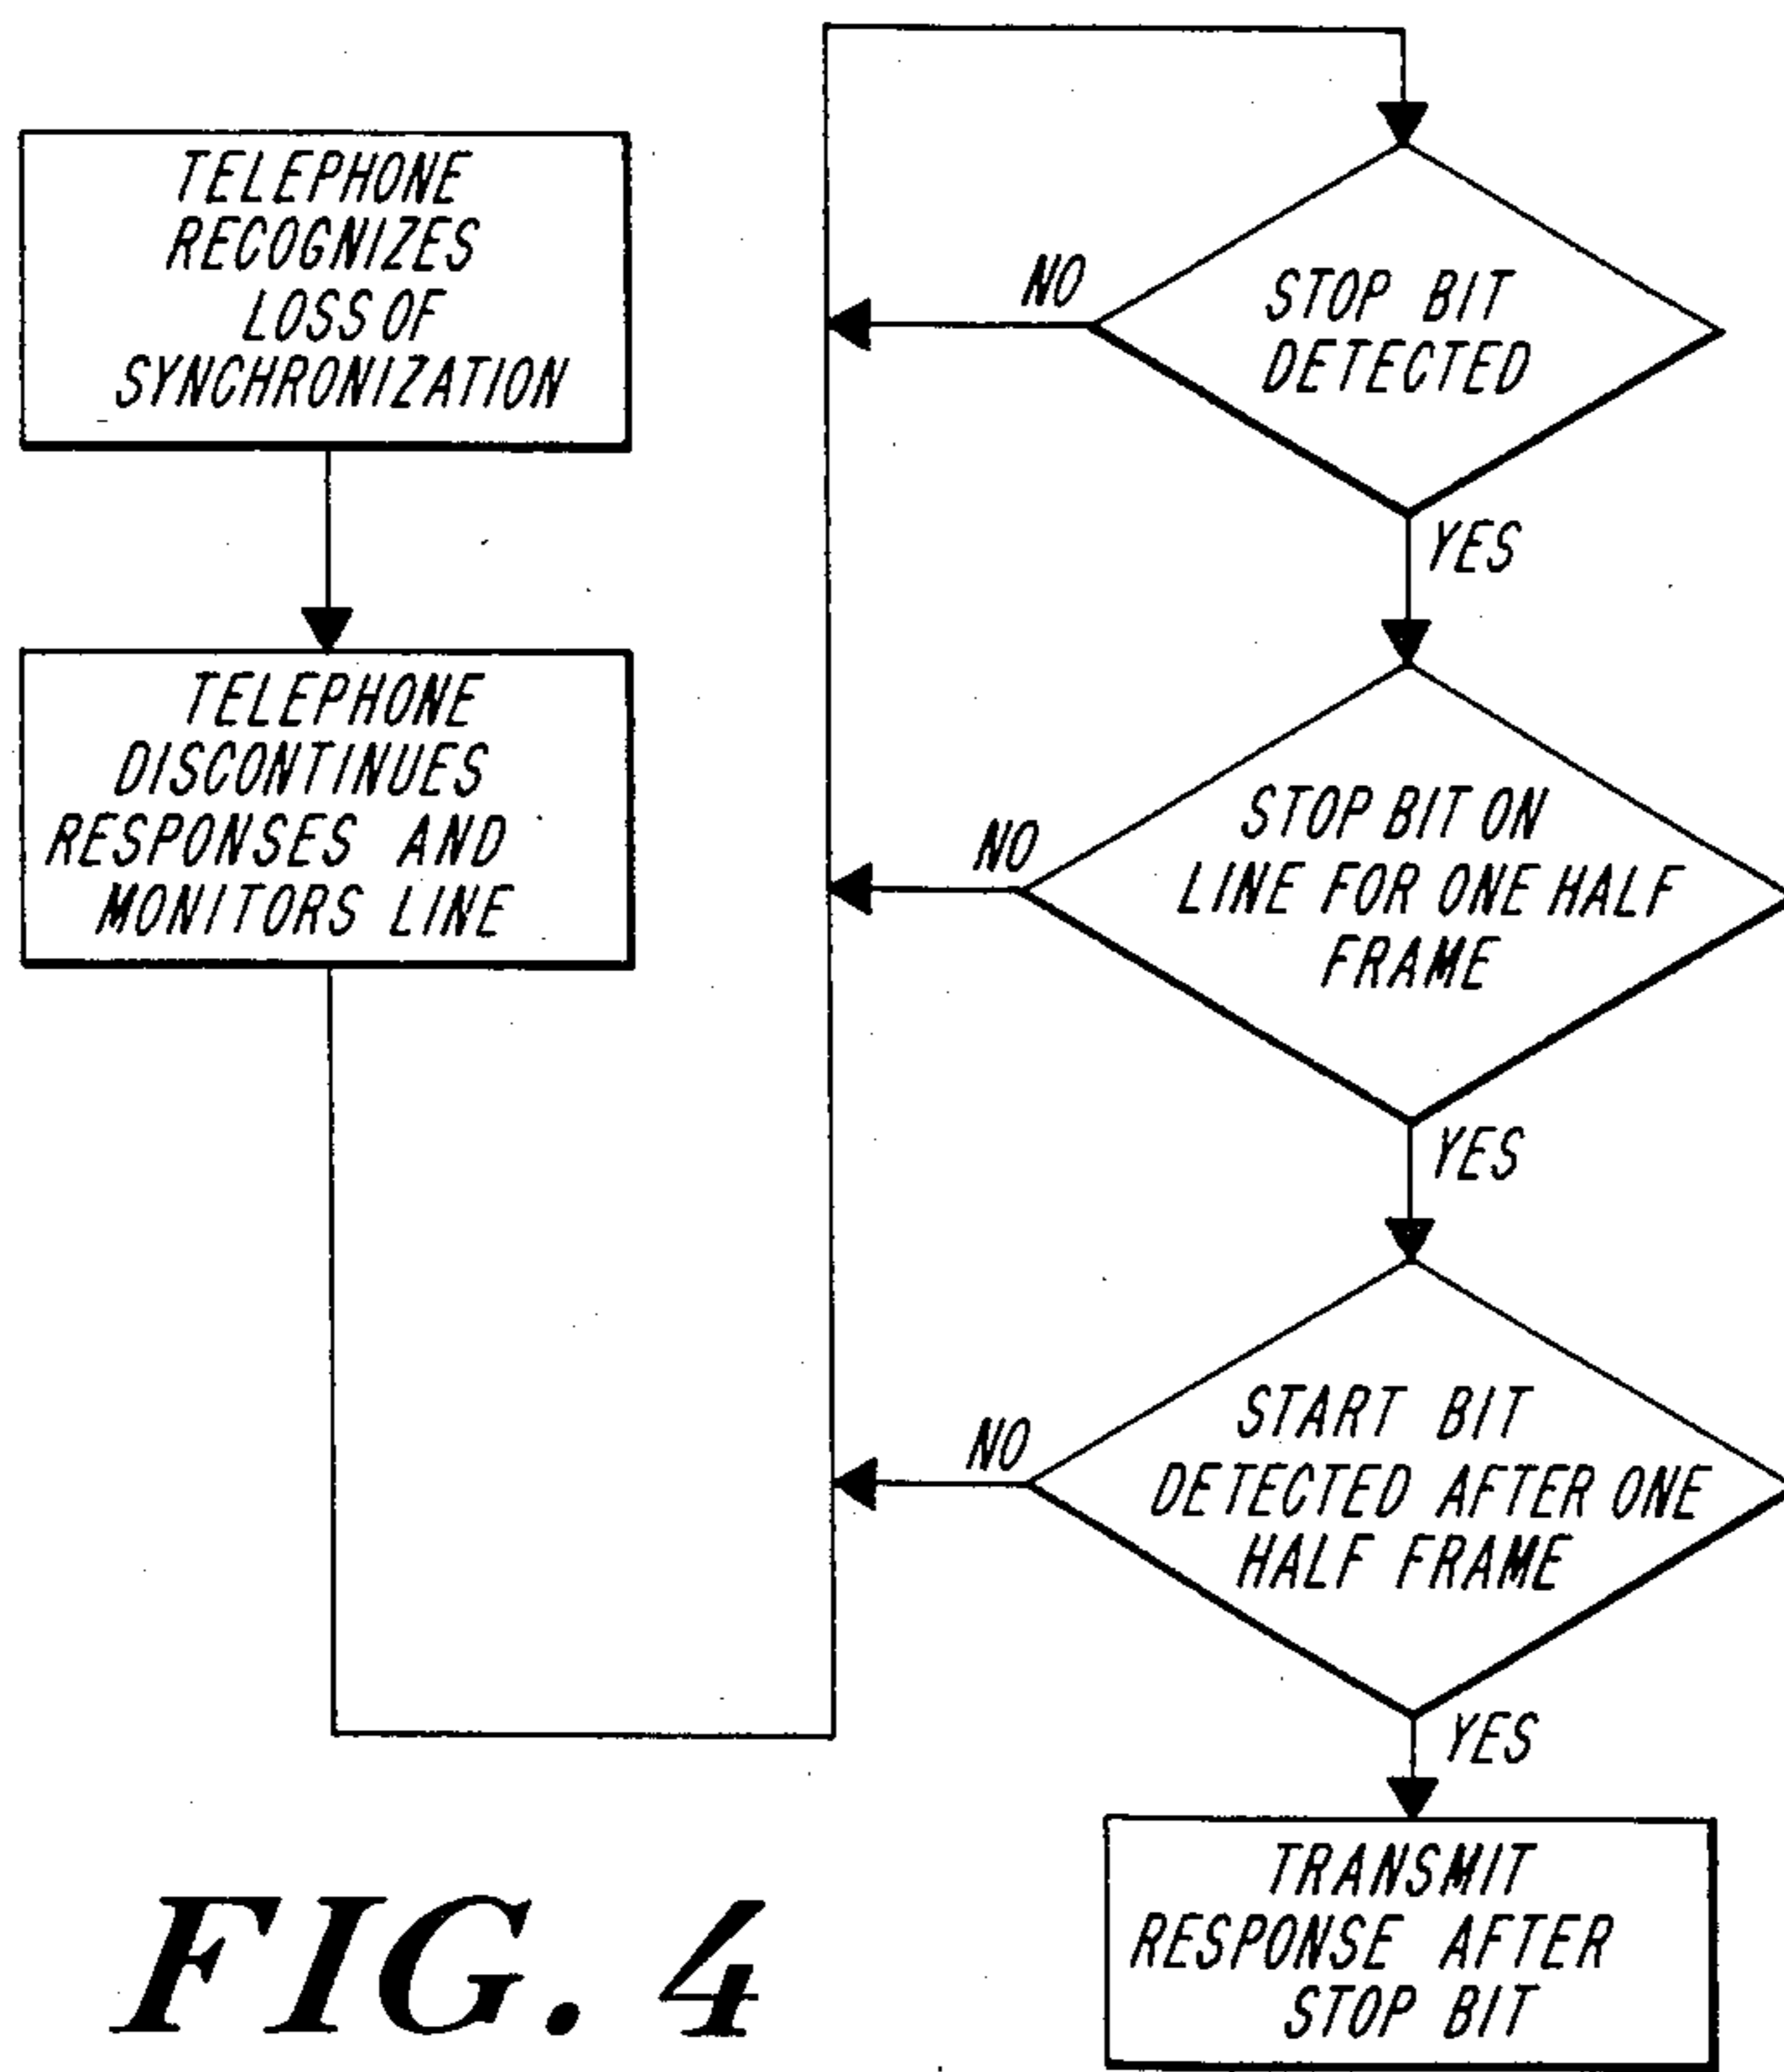 TELEPHONE
RECOGNIZES
LOSS OF
SYNCHRONIZATION
TELEPHONE
DISCONTINUES
RESPONSES AND
MONITORS LINE
STOP BIT
DETECTED
NO
YES
STOP BIT ON
LINE FOR ONE HALF
FRAME
NO
YES
START BIT
DETECTED AFTER ONE
HALF FRAME
NO
YES
TRANSMIT
RESPONSE AFTER
STOP BIT
FIG. 4